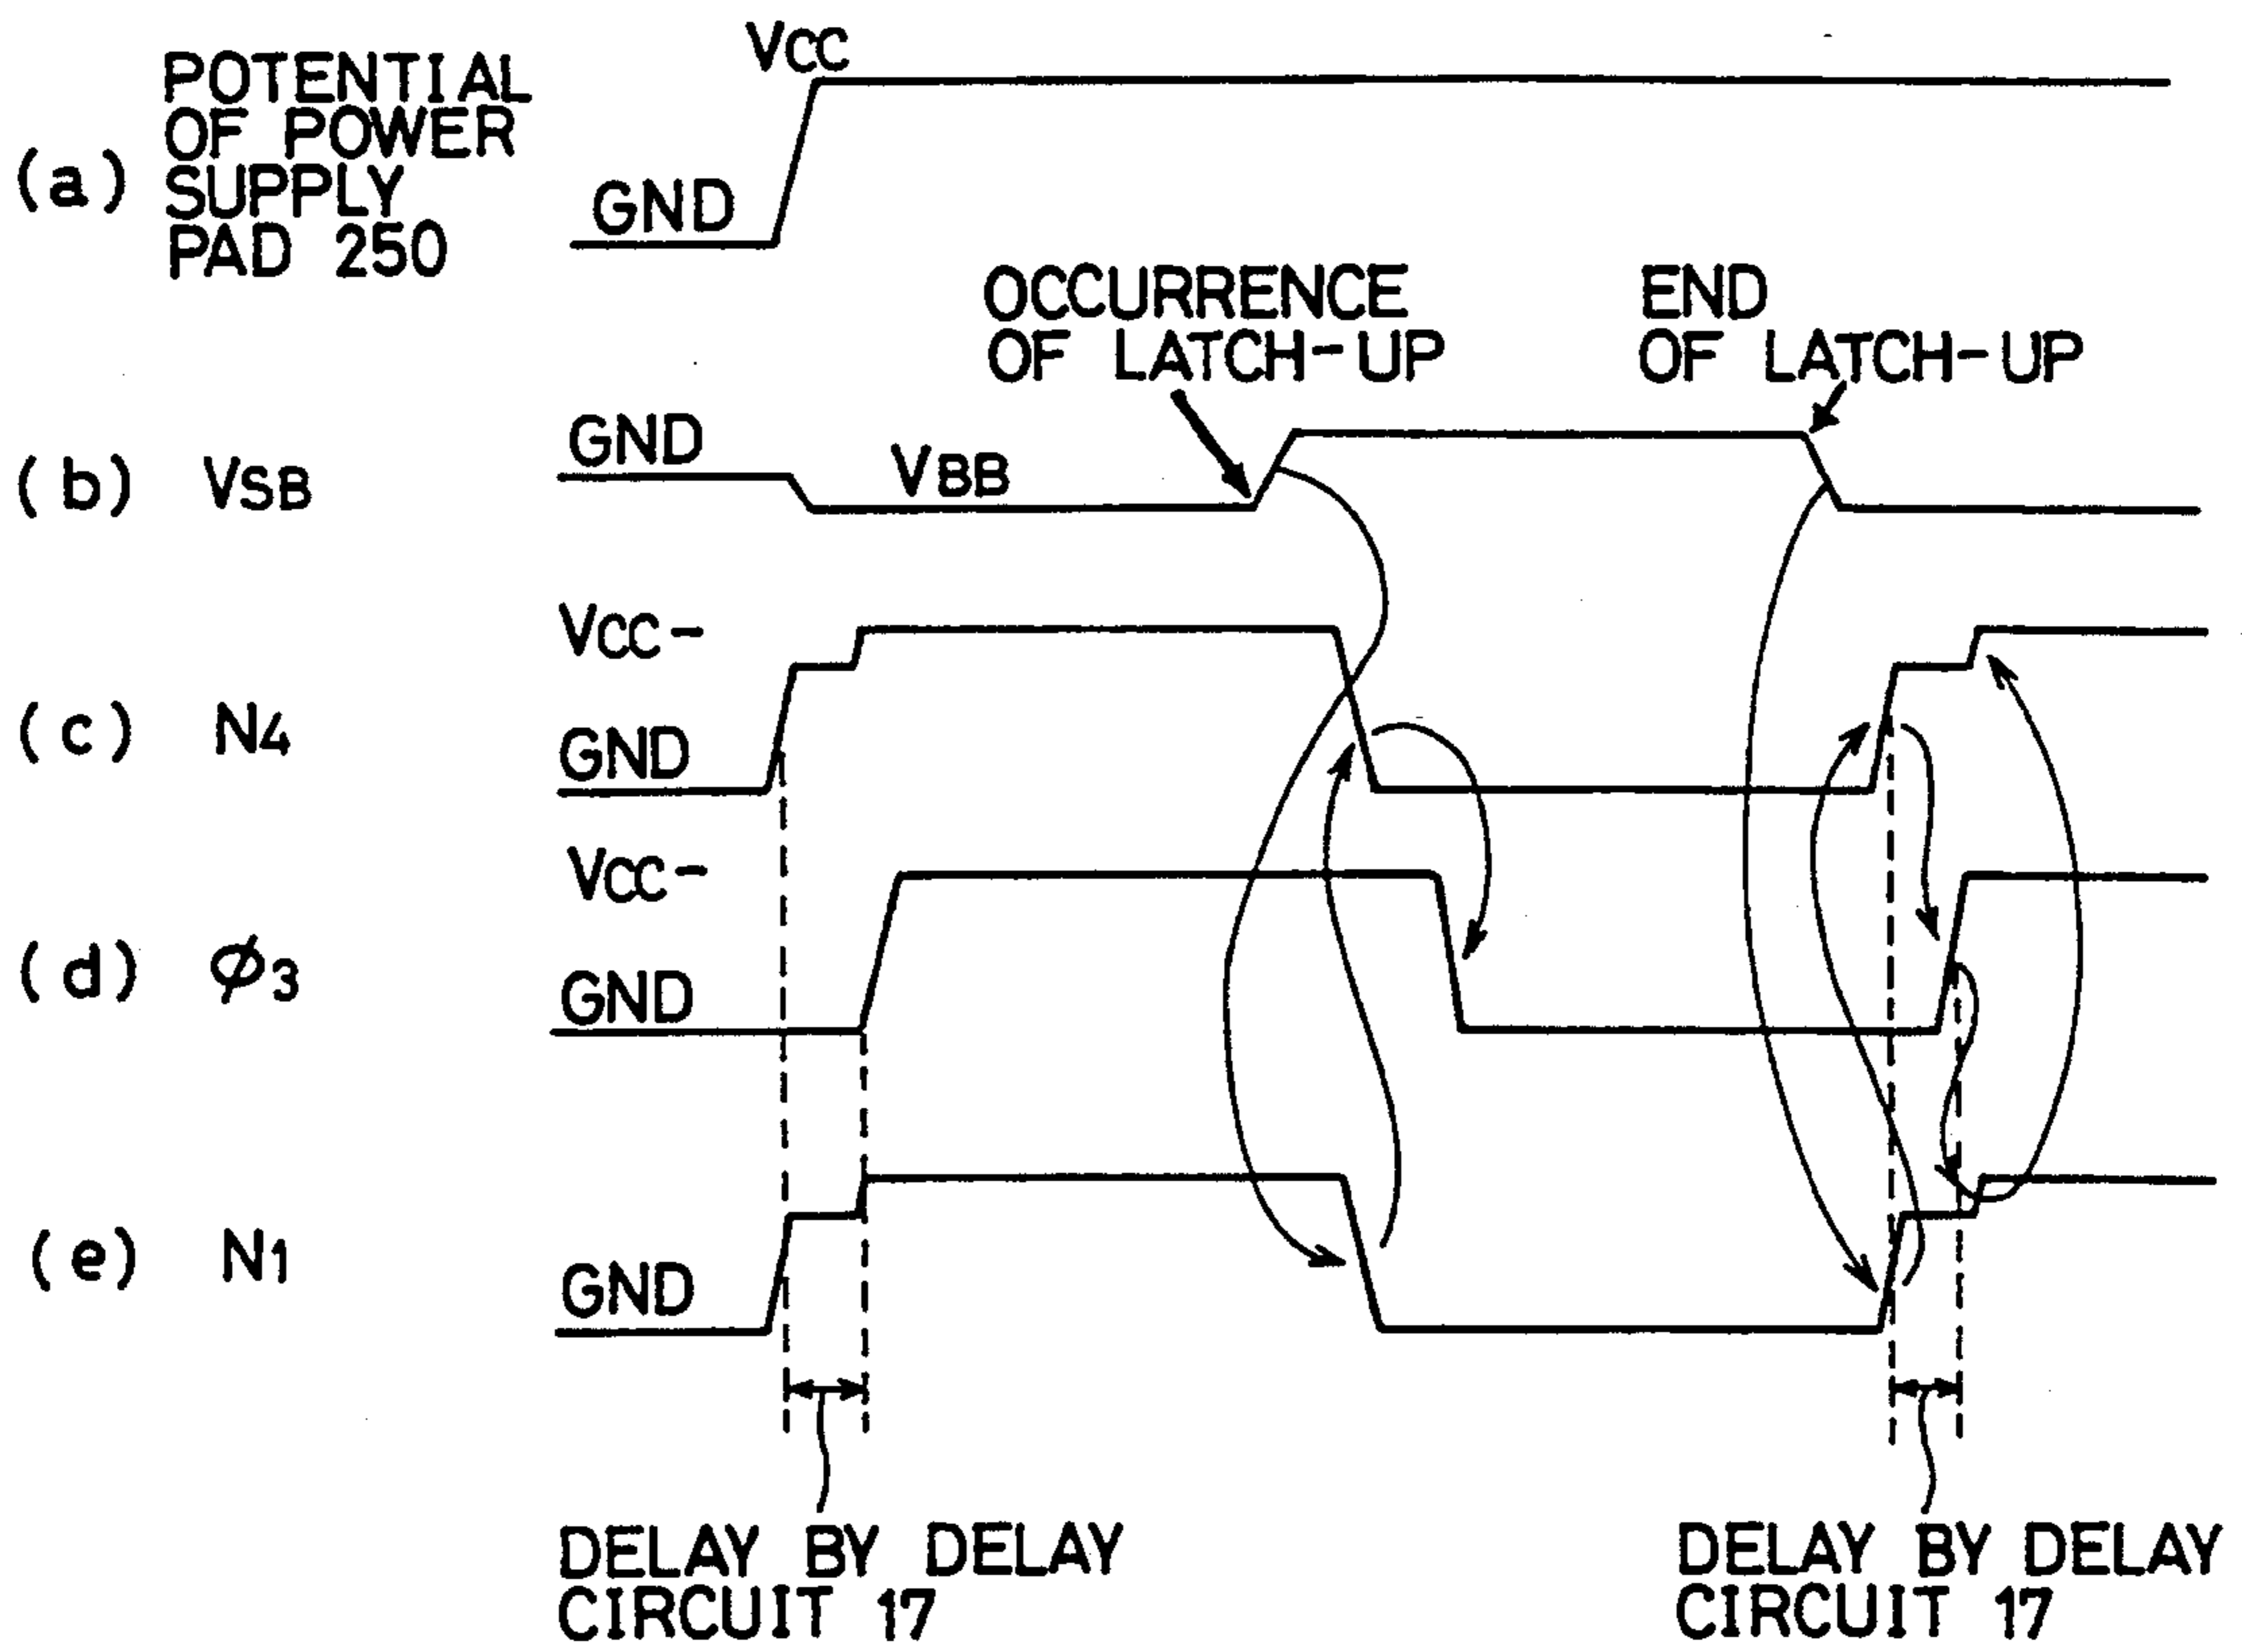 (a) POTENTIAL
OF POWER
SUPPLY
PAD 250
VCC
GND
OCCURRENCE
OF LATCH-UP
END
OF LATCH-UP
(b) VSB
GND
VBB
(c) N4
VCC-
GND
(d) φ3
VCC-
GND
(e) N1
GND
DELAY BY DELAY
CIRCUIT 17
DELAY BY DELAY
CIRCUIT 17